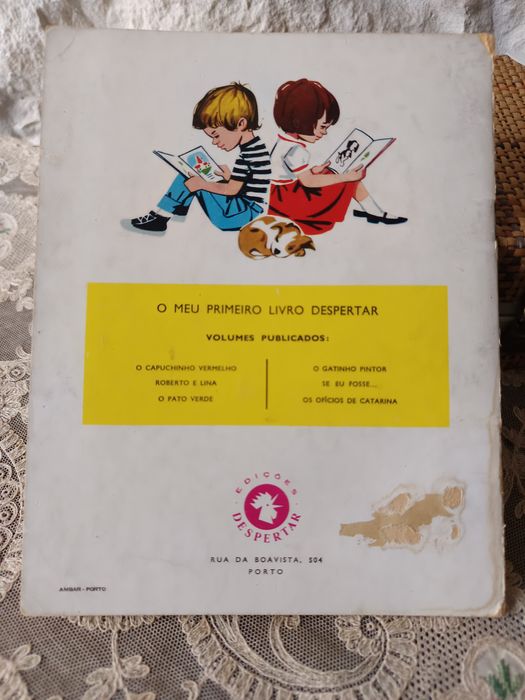 O MEU PRIMEIRO LIVRO DESPERTAR
VOLUMES PUBLICADOS:
O CAPUCHINHO VERMELHO
ROBERTO E LINA
O PATO VERDE
O GATINHO PINTOR
SE EU FOSSE...
OS OFÍCIOS DE CATARINA
EDIÇÕES
DESPERTAR
RUA DA BOAVISTA, 504
PORTO
AMBAR - PORTO